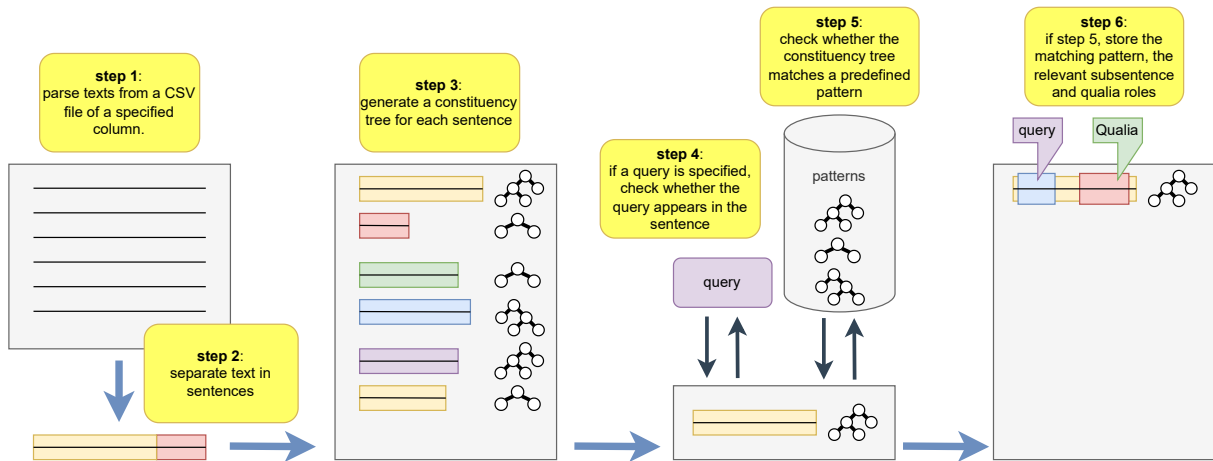 step 1:
parse texts from a CSV
file of a specified
column.
step 2:
separate text in
sentences
step 3:
generate a constituency
tree for each sentence
step 4:
if a query is specified,
check whether the
query appears in the
sentence
query
step 5:
check whether the
constituency tree
matches a predefined
pattern
patterns
step 6:
if step 5, store the
matching pattern, the
relevant subsentence
and qualia roles
query
Qualia